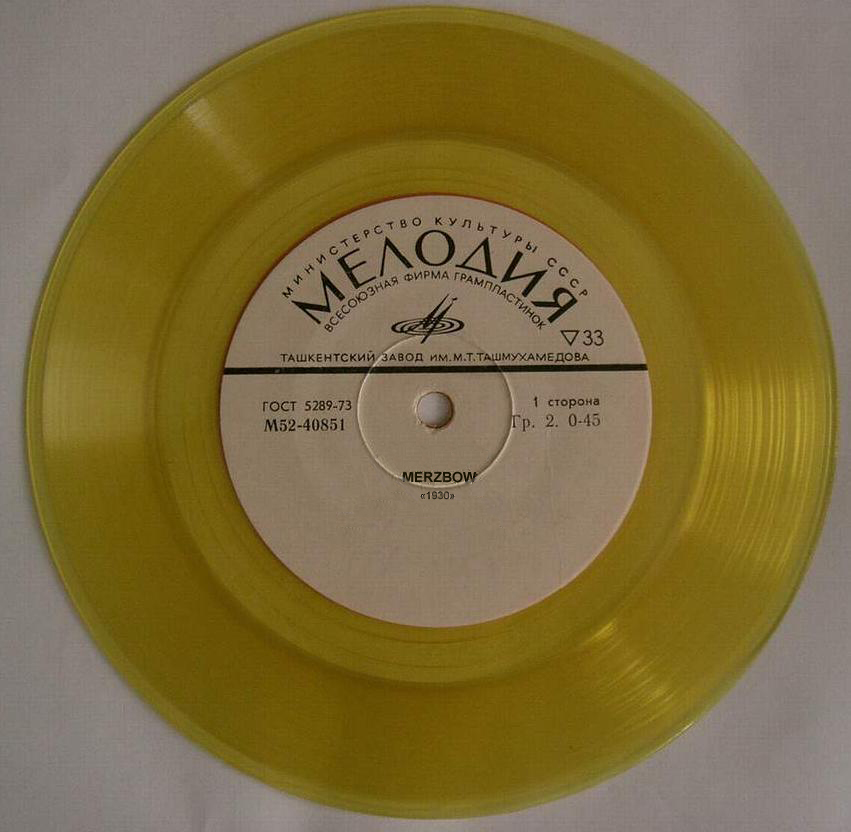 МИНИСТЕРСТВО КУЛЬТУРЫ СССР
МЕЛОДИЯ
ВСЕСОЮЗНАЯ ФИРМА ГРАМПЛАСТИНОК
▽33
ТАШКЕНТСКИЙ ЗАВОД ИМ.М.Т.ТАШМУХАМЕДОВА
ГОСТ 5289-73
М52-40851
1 сторона
Гр. 2. 0-45
MERZBOW
«1930»